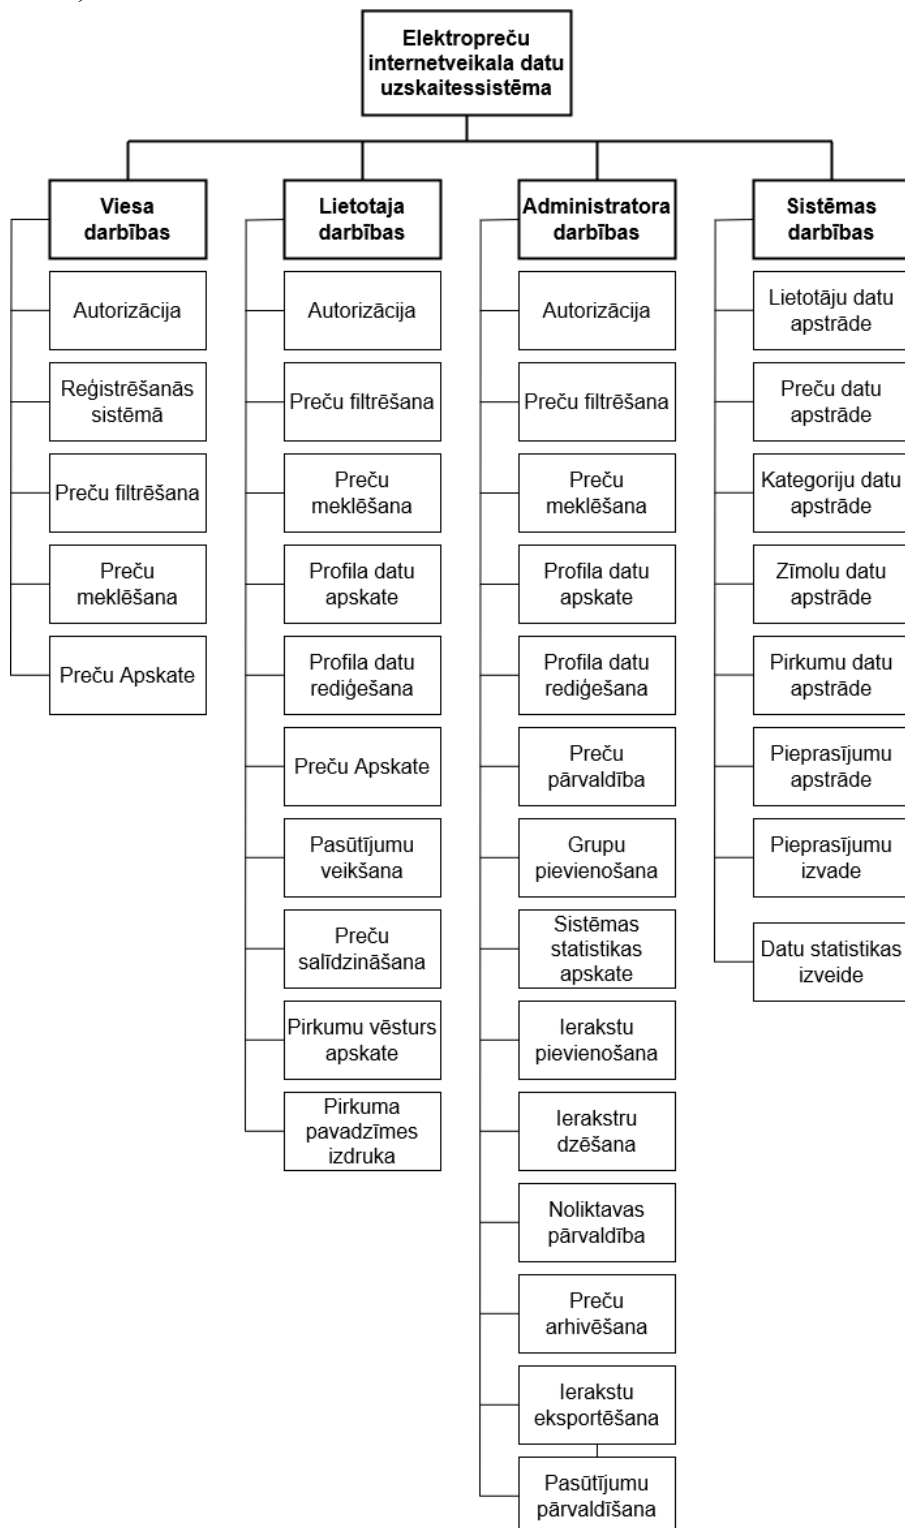 Elektropreču
internetveikala datu
uzskaitessistēma
Viesa
darbības
Autorizācija
Reģistrēšanās
sistēmā
Preču filtrēšana
Preču
meklēšana
Preču Apskate
Lietotaja
darbības
Autorizācija
Preču filtrēšana
Preču
meklēšana
Profila datu
apskate
Profila datu
rediģešana
Preču Apskate
Pasūtījumu
veikšana
Preču
salīdzināšana
Pirkumu vēsturs
apskate
Pirkuma
pavadzīmes
izdruka
Administratora
darbības
Autorizācija
Preču filtrēšana
Preču
meklēšana
Profila datu
apskate
Profila datu
rediģešana
Preču
pārvaldība
Grupu
pievienošana
Sistēmas
statistikas
apskate
Ierakstu
pievienošana
Ierakstru
dzēšana
Noliktavas
pārvaldība
Preču
arhivēšana
Ierakstu
eksportēšana
Pasūtījumu
pārvaldīšana
Sistēmas
darbības
Lietotāju datu
apstrāde
Preču datu
apstrāde
Kategoriju datu
apstrāde
Zīmolu datu
apstrāde
Pirkumu datu
apstrāde
Pieprasījumu
apstrāde
Pieprasījumu
izvade
Datu statistikas
izveide